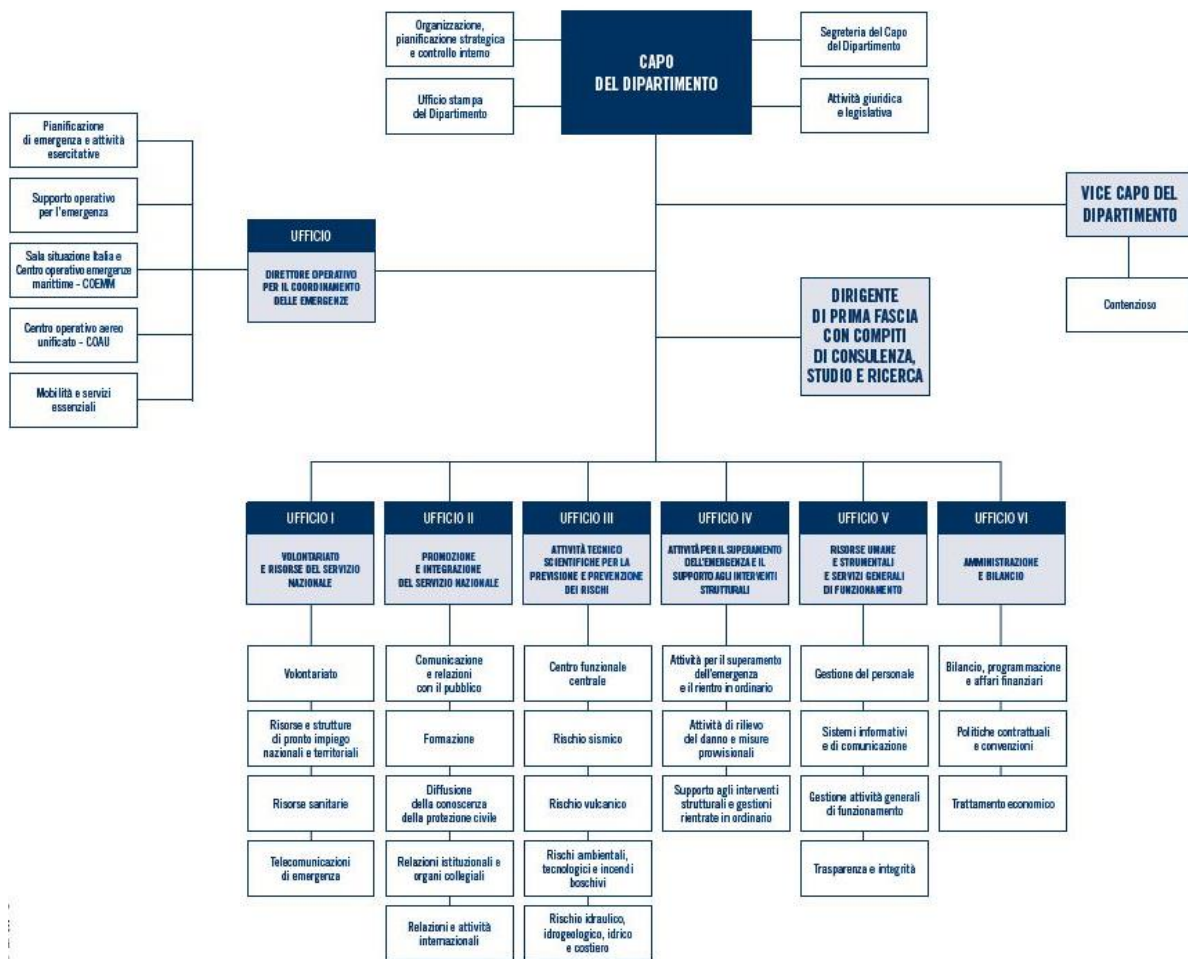 Organizzazione,
pianificazione strategica
e controllo interno
CAPO
DEL DIPARTIMENTO
Segreteria del Capo
del Dipartimento
Ufficio stampa
del Dipartimento
Attività giuridica
e legislativa
Pianificazione
di emergenza e attività
esercitative
Supporto operativo
per l'emergenza
Sala situazione Italia e
Centro operativo emergenze
marittime - COEMM
Centro operativo aereo
unificato - COAU
Mobilità e servizi
essenziali
UFFICIO
DIRETTORE OPERATIVO
PER IL COORDINAMENTO
DELLE EMERGENZE
VICE CAPO DEL
DIPARTIMENTO
Contenzioso
DIRIGENTE
DI PRIMA FASCIA
CON COMPITI
DI CONSULENZA,
STUDIO E RICERCA
UFFICIO I
VOLONTARIATO
E RISORSE DEL SERVIZIO
NAZIONALE
Volontariato
Risorse e strutture
di pronto impiego
nazionali e territoriali
Risorse sanitarie
Telecomunicazioni
di emergenza
UFFICIO II
PROMOZIONE
E INTEGRAZIONE
DEL SERVIZIO NAZIONALE
Comunicazione
e relazioni
con il pubblico
Formazione
Diffusione
della conoscenza
della protezione civile
Relazioni istituzionali e
organi collegiali
Relazioni e attività
internazionali
UFFICIO III
ATTIVITÀ TECNICO
SCIENTIFICHE PER LA
PREVISIONE E PREVENZIONE
DEI RISCHI
Centro funzionale
centrale
Rischio sismico
Rischio vulcanico
Rischi ambientali,
tecnologici e incendi
boschivi
Rischio idraulico,
idrogeologico, idrico
e costiero
UFFICIO IV
ATTIVITÀ PER IL SUPERAMENTO
DELL'EMERGENZA E IL
SUPPORTO AGLI INTERVENTI
STRUTTURALI
Attività per il superamento
dell'emergenza
e il rientro in ordinario
Attività di rilievo
del danno e misure
provvisionali
Supporto agli interventi
strutturali e gestioni
rientrate in ordinario
UFFICIO V
RISORSE UMANE
E STRUMENTALI
E SERVIZI GENERALI
DI FUNZIONAMENTO
Gestione del personale
Sistemi informativi
e di comunicazione
Gestione attività generali
di funzionamento
Trasparenza e integrità
UFFICIO VI
AMMINISTRAZIONE
E BILANCIO
Bilancio, programmazione
e affari finanziari
Politiche contrattuali
e convenzioni
Trattamento economico